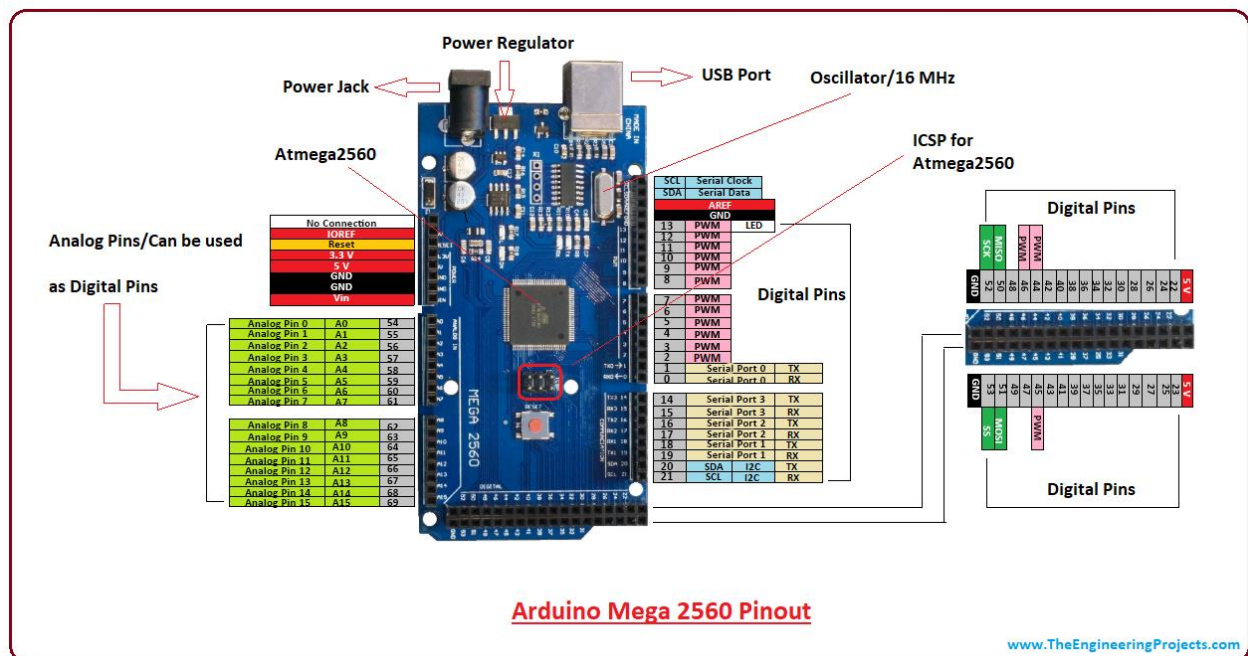 Power Regulator
Power Jack
USB Port
Oscillator/16 MHz
Atmega2560
ICSP for
Atmega2560
Analog Pins/Can be used
as Digital Pins
No Connection
IOREF
Reset
3.3 V
5 V
GND
GND
Vin
Analog Pin 0 A0 54
Analog Pin 1 A1 55
Analog Pin 2 A2 56
Analog Pin 3 A3 57
Analog Pin 4 A4 58
Analog Pin 5 A5 59
Analog Pin 6 A6 60
Analog Pin 7 A7 61
Analog Pin 8 A8 62
Analog Pin 9 A9 63
Analog Pin 10 A10 64
Analog Pin 11 A11 65
Analog Pin 12 A12 66
Analog Pin 13 A13 67
Analog Pin 14 A14 68
Analog Pin 15 A15 69
MADE IN
CHINA
RESET
MEGA 2560
COMMUNICATION
DIGITAL
POWER
ANALOG IN
SCL Serial Clock
SDA Serial Data
AREF
GND
13 PWM LED
12 PWM
11 PWM
10 PWM
9 PWM
8 PWM
7 PWM
6 PWM
5 PWM
4 PWM
3 PWM
2 PWM
1 Serial Port 0 TX
0 Serial Port 0 RX
14 Serial Port 3 TX
15 Serial Port 3 RX
16 Serial Port 2 TX
17 Serial Port 2 RX
18 Serial Port 1 TX
19 Serial Port 1 RX
20 SDA I2C TX
21 SCL I2C RX
Digital Pins
Digital Pins
SCK MISO PWM PWM
GND 52 50 48 46 44 42 40 38 36 34 32 30 28 26 24 22 5 V
GND 53 51 49 47 45 43 41 39 37 35 33 31 29 27 25 23 5 V
SS MOSI PWM
Digital Pins
Arduino Mega 2560 Pinout
www.TheEngineeringProjects.com